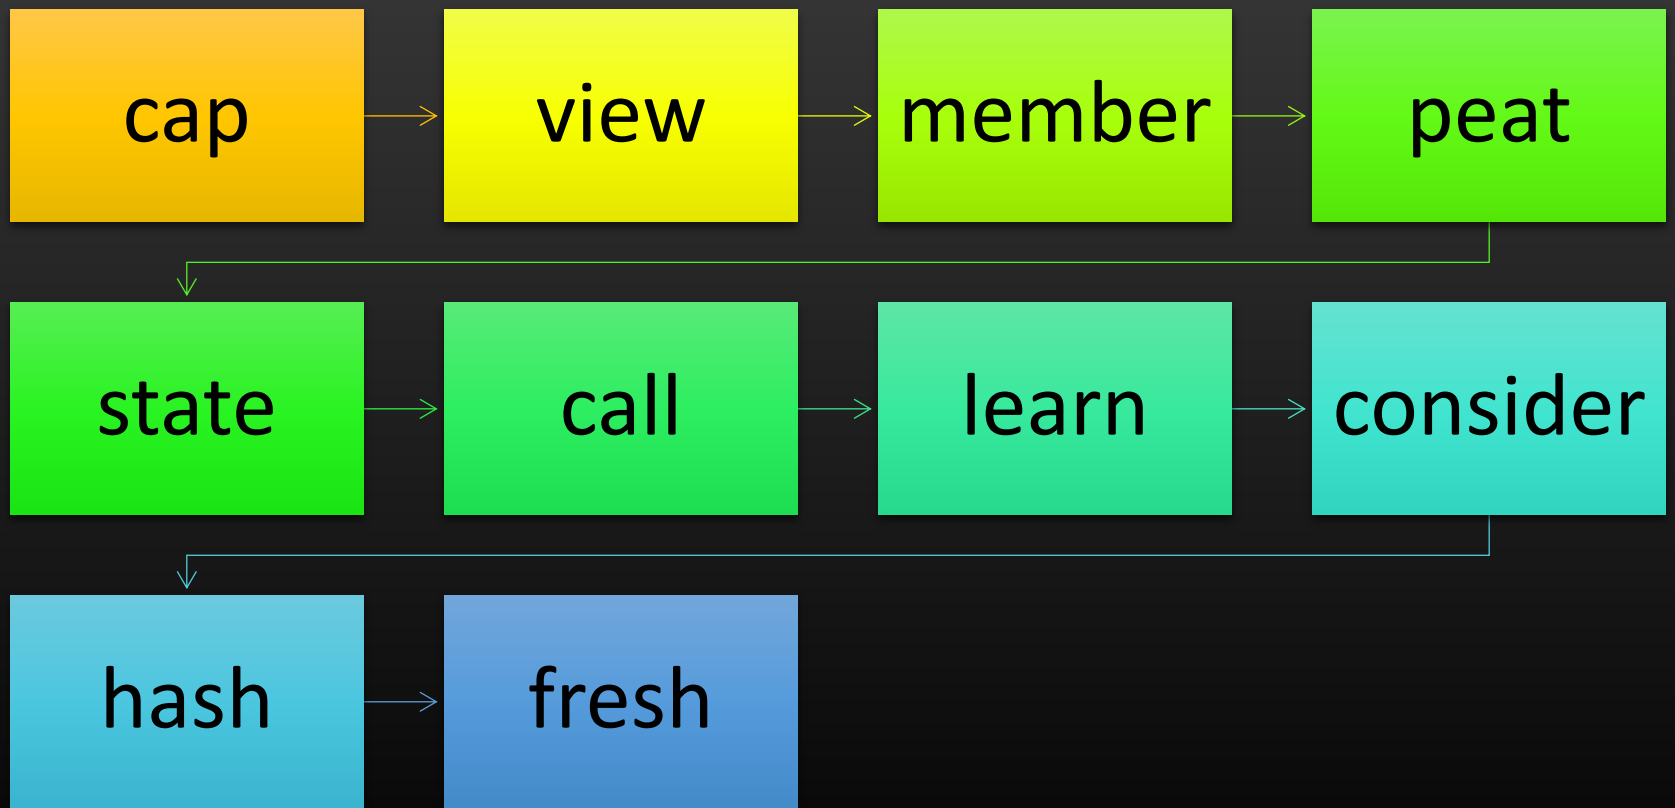 cap
view
member
peat
state
call
learn
consider
hash
fresh